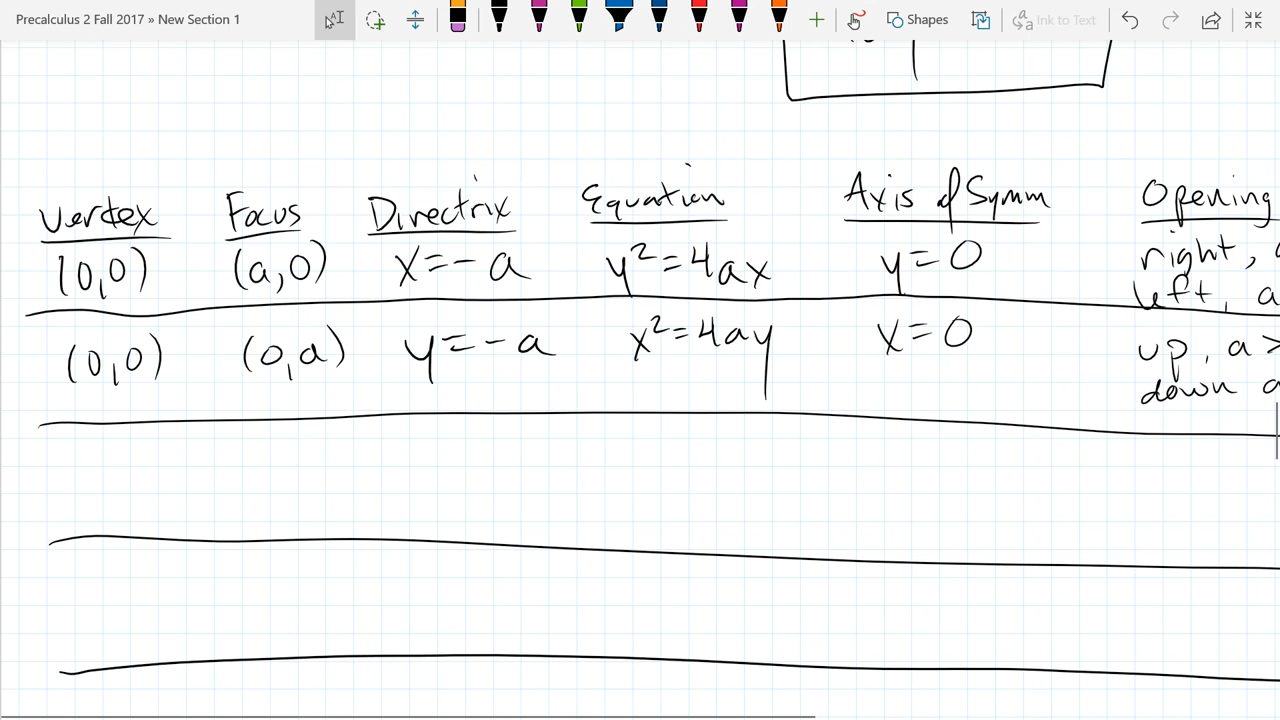 Precalculus 2 Fall 2017 » New Section 1 Shapes Ink to Text
Vertex Focus Directrix Equation Axis of Symm Opening
(0,0) (a,0) x=-a y²=4ax y=0 right,
left, a
(0,0) (0,a) y=-a x²=4ay x=0 up, a>
down a